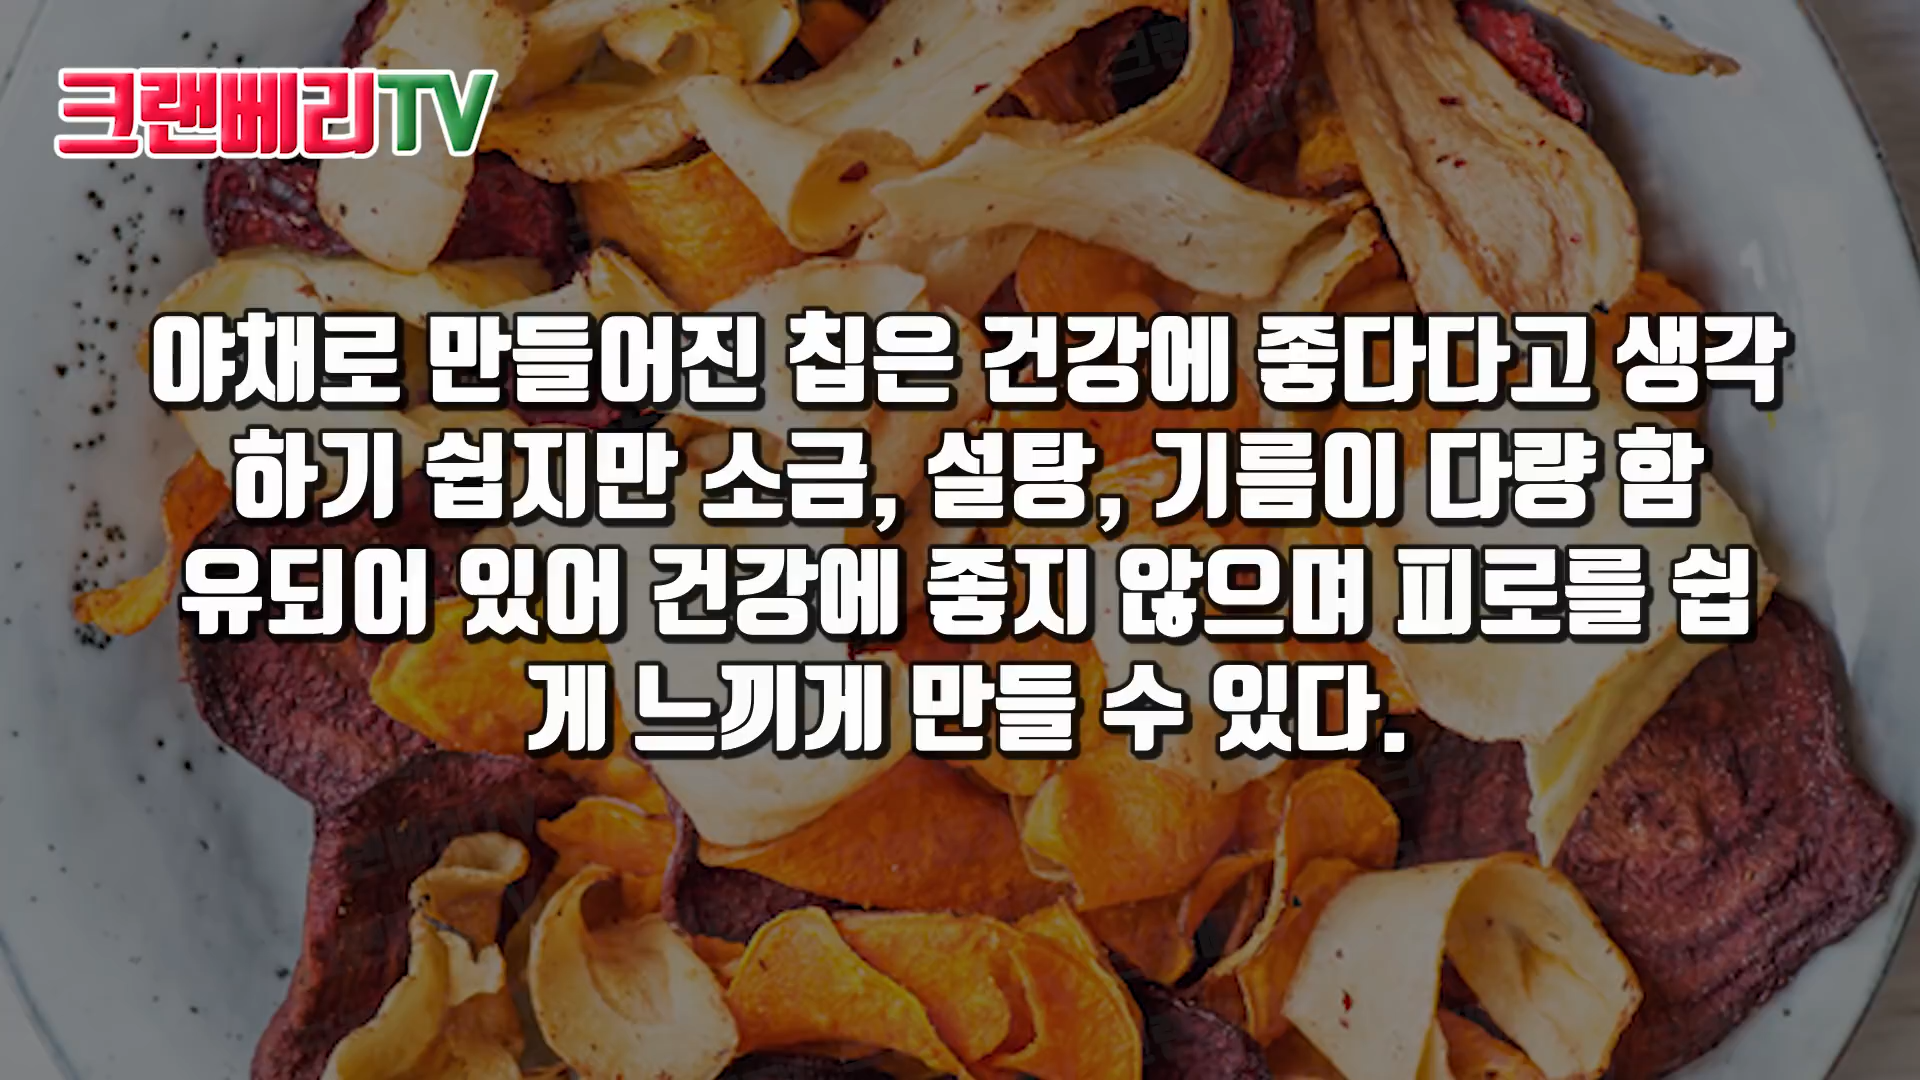 크랜베리TV
야채로 만들어진 칩은 건강에 좋다다고 생각
하기 쉽지만 소금, 설탕, 기름이 다량 함
유되어 있어 건강에 좋지 않으며 피로를 쉽
게 느끼게 만들 수 있다.